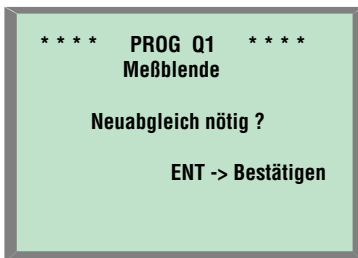 * * * * PROG Q1 * * * *
Meßblende
Neuabgleich nötig ?
ENT -> Bestätigen